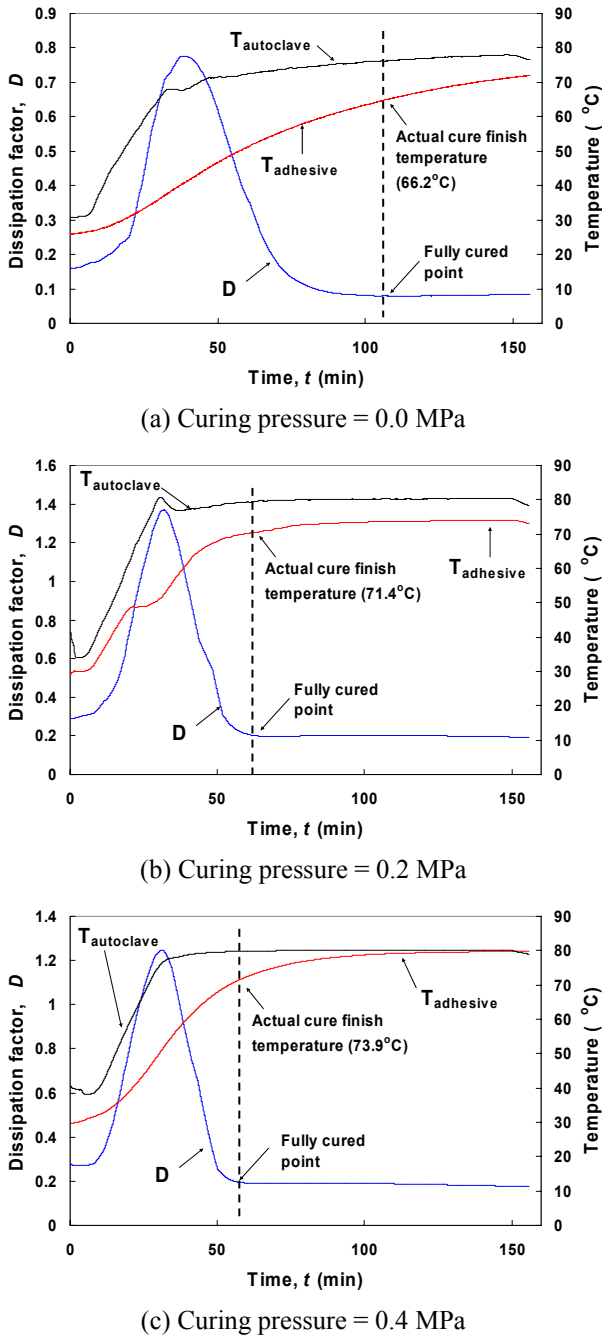 Dissipation factor, D
0.9
0.8
0.7
0.6
0.5
0.4
0.3
0.2
0.1
0
90
80
70
60
50
40
30
20
10
0
Temperature ( °C)
T autoclave
T adhesive
Actual cure finish
temperature
(66.2°C)
Fully cured
point
D
0 50 100 150
Time, t (min)
(a) Curing pressure = 0.0 MPa
Dissipation factor, D
1.6
1.4
1.2
1.0
0.8
0.6
0.4
0.2
0
90
80
70
60
50
40
30
20
10
0
Temperature ( °C)
T autoclave
Actual cure finish
temperature (71.4°C)
T adhesive
Fully cured
point
D
0 50 100 150
Time, t (min)
(b) Curing pressure = 0.2 MPa
Dissipation factor, D
1.4
1.2
1
0.8
0.6
0.4
0.2
0
90
80
70
60
50
40
30
20
10
0
Temperature ( °C)
T autoclave
T adhesive
Actual cure finish
temperature (73.9°C)
Fully cured
point
D
0 50 100 150
Time, t (min)
(c) Curing pressure = 0.4 MPa